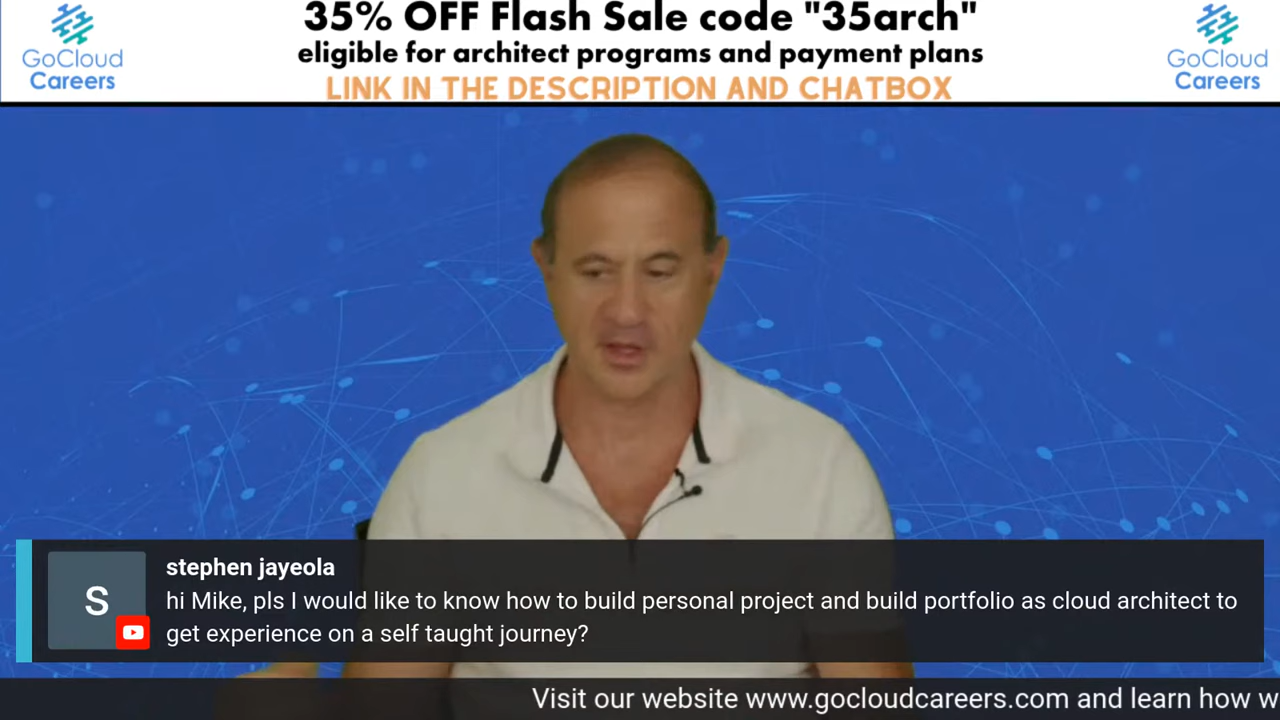 35% OFF Flash Sale code "35arch"
eligible for architect programs and payment plans
LINK IN THE DESCRIPTION AND CHATBOX
GoCloud
Careers
GoCloud
Careers
S
stephen jayeola
hi Mike, pls I would like to know how to build personal project and build portfolio as cloud architect to
get experience on a self taught journey?
Visit our website www.gocloudcareers.com and learn how w